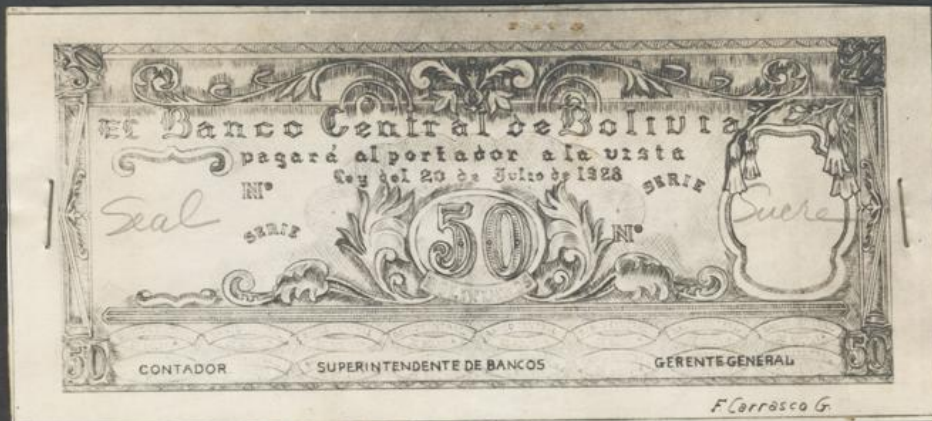 50 50
El Banco Central de Bolivia
pagará al portador a la vista
Ley del 20 de Julio de 1928
Nº SERIE
Seal 50 Sucre
SERIE Nº
50 50
CONTADOR SUPERINTENDENTE DE BANCOS GERENTE GENERAL
F Carrasco G.